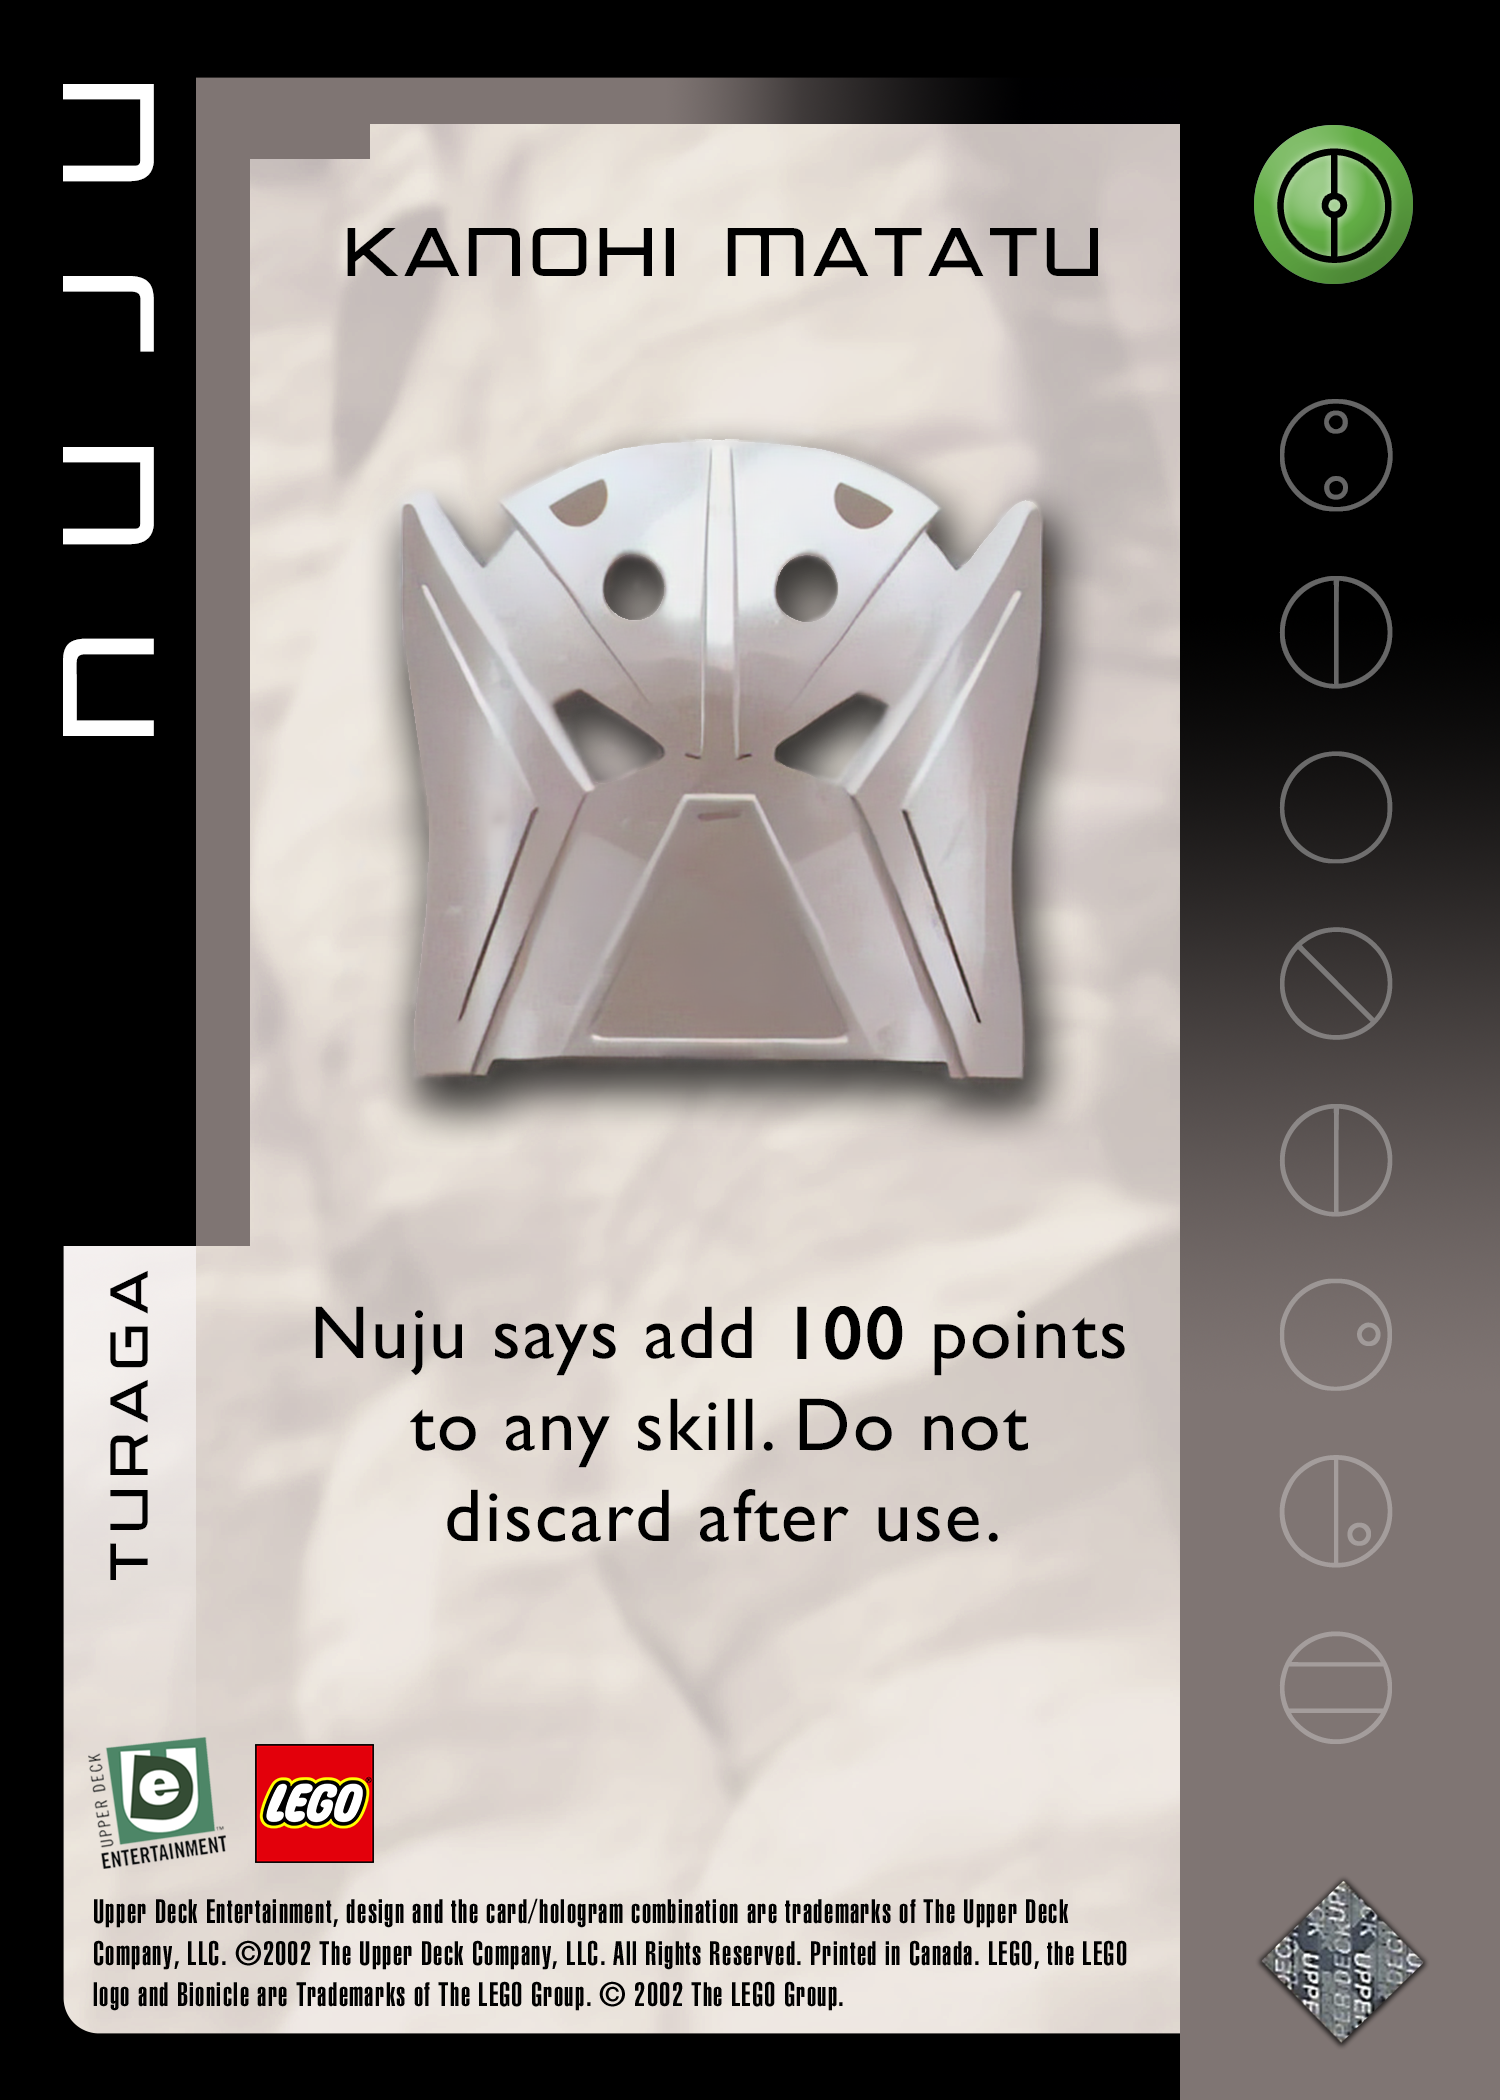 NUJU
KANOHI MATATU
TURAGA
Nuju says add 100 points
to any skill. Do not
discard after use.
UPPER DECK
UDe
ENTERTAINMENT™
LEGO
Upper Deck Entertainment, design and the card/hologram combination are trademarks of The Upper Deck
Company, LLC. ©2002 The Upper Deck Company, LLC. All Rights Reserved. Printed in Canada. LEGO, the LEGO
logo and Bionicle are Trademarks of The LEGO Group. © 2002 The LEGO Group.